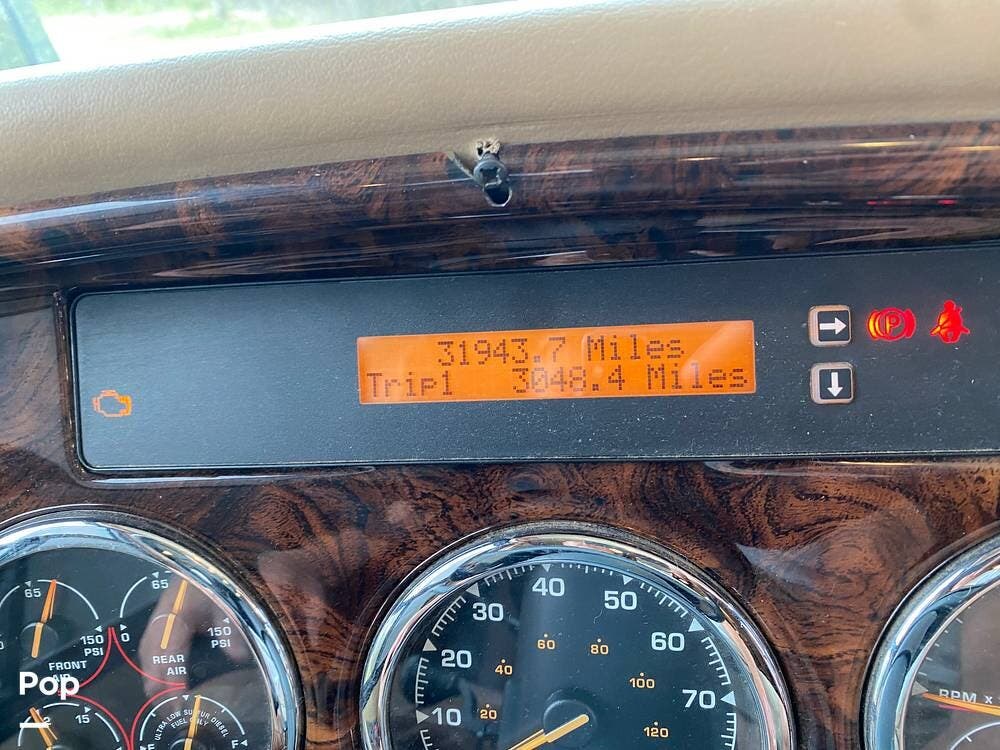 31943.7 Miles
Trip1 3048.4 Miles
P
65
150
PSI
FRONT
AIR
65
0
150
PSI
REAR
AIR
15
ULTRA LOW SULFUR DIESEL
FUEL ONLY
E
F
10
20
30
40
50
60
70
20
40
60
80
100
120
RPM x
Pop